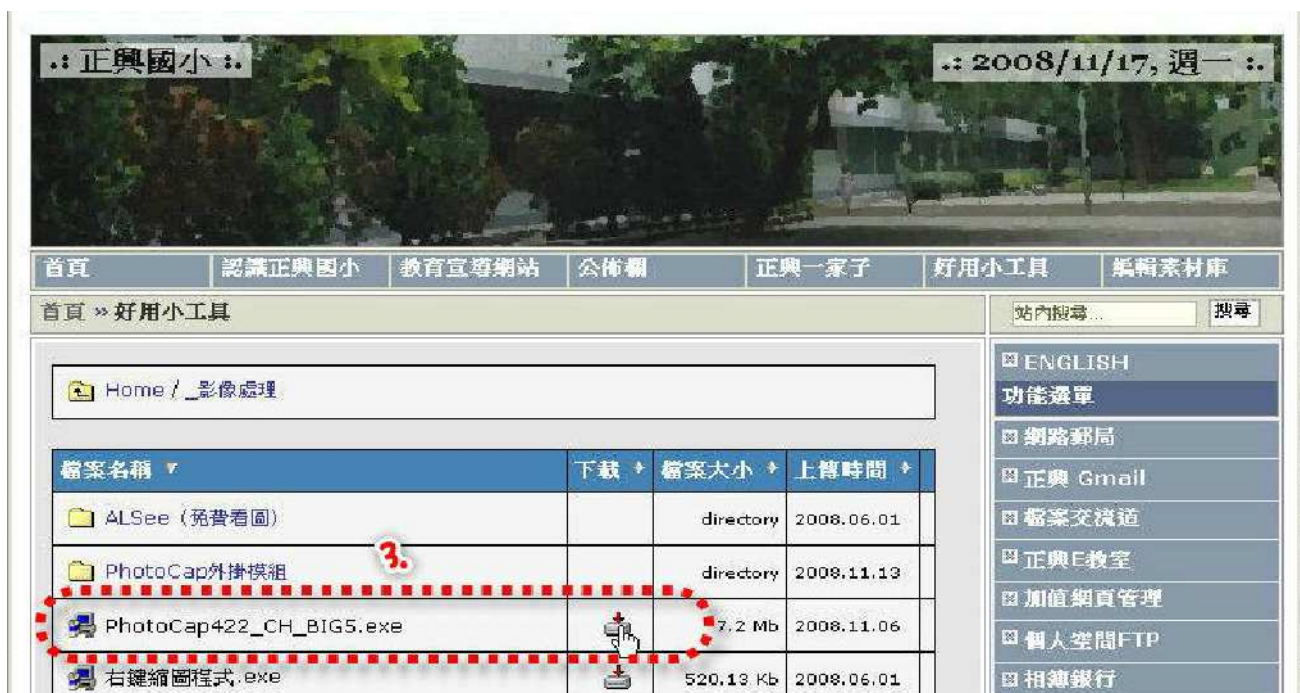 .: 正興國小 :.
.: 2008/11/17, 週一 :.
首頁 認識正興國小 教育宣導網站 公佈欄 正興一家子 好用小工具 編輯素材庫
首頁 » 好用小工具
站內搜尋... 搜尋
Home / _影像處理
檔案名稱 下載 檔案大小 上傳時間
ALSee (免費看圖) directory 2008.06.01
3.
PhotoCap外掛模組 directory 2008.11.13
PhotoCap422_CH_BIG5.exe 7.2 Mb 2008.11.06
右鍵縮圖程式.exe 520.13 Kb 2008.06.01
ENGLISH
功能選單
網路郵局
正興 Gmail
檔案交流道
正興E教室
加值網頁管理
個人空間FTP
相簿銀行